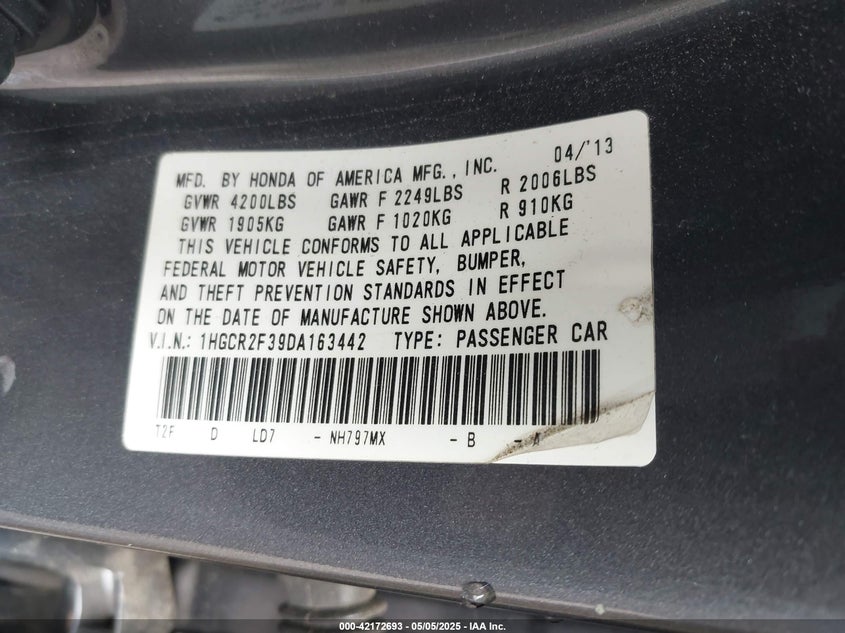 MFD. BY HONDA OF AMERICA MFG., INC. 04/'13
GVWR 4200LBS GAWR F 2249LBS R 2006LBS
GVWR 1905KG GAWR F 1020KG R 910KG
THIS VEHICLE CONFORMS TO ALL APPLICABLE
FEDERAL MOTOR VEHICLE SAFETY, BUMPER,
AND THEFT PREVENTION STANDARDS IN EFFECT
ON THE DATE OF MANUFACTURE SHOWN ABOVE.
V.I.N.: 1HGCR2F39DA163442 TYPE: PASSENGER CAR
T2F D LD7 - NH797MX - B - A
000-42172693 - 05/05/2025 - IAA Inc.